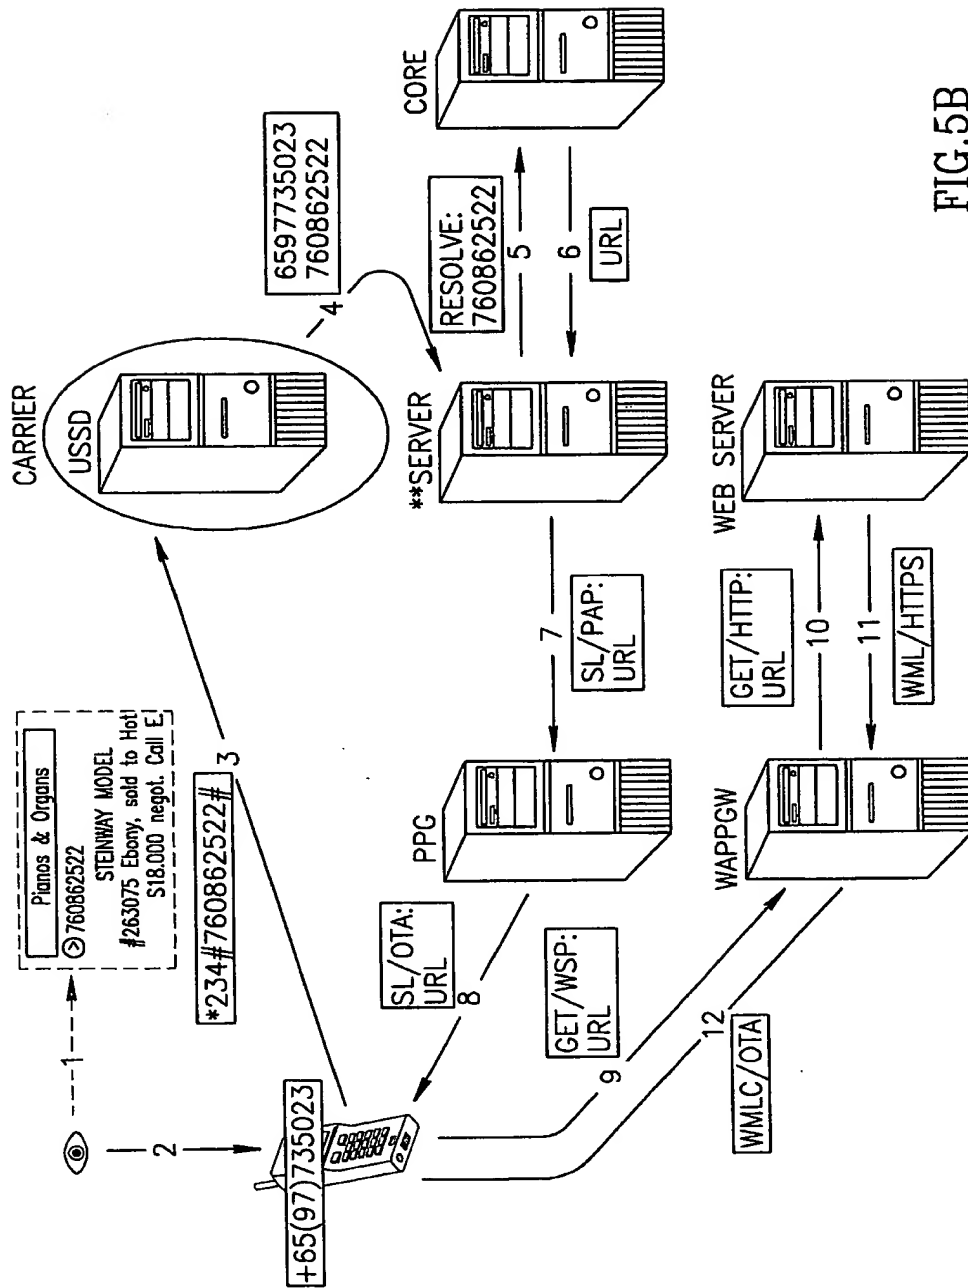 Pianos & Organs
760862522
STEINWAY MODEL
#263075 Ebony, sold to Hotl
$18.000 negot. Call E.
1
2
+65(97)735023
*234#760862522#
3
CARRIER
USSD
4
6597735023
760862522
**SERVER
RESOLVE:
760862522
5
6
URL
CORE
7
SL/PAP:
URL
PPG
SL/OTA:
URL
8
GET/WSP:
URL
9
WAPPGW
GET/HTTP:
URL
10
11
WML/HTTPS
WEB SERVER
12
WMLC/OTA
FIG.5B